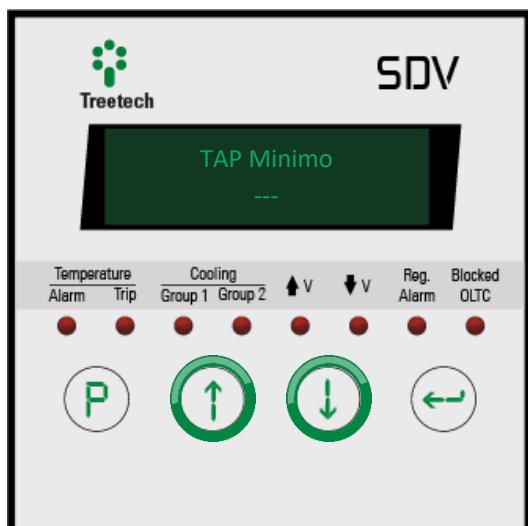 Treetech
SDV
TAP Minimo
---
Temperature
Alarm Trip
Cooling
Group 1 Group 2
V
V
Reg.
Alarm
Blocked
OLTC
P